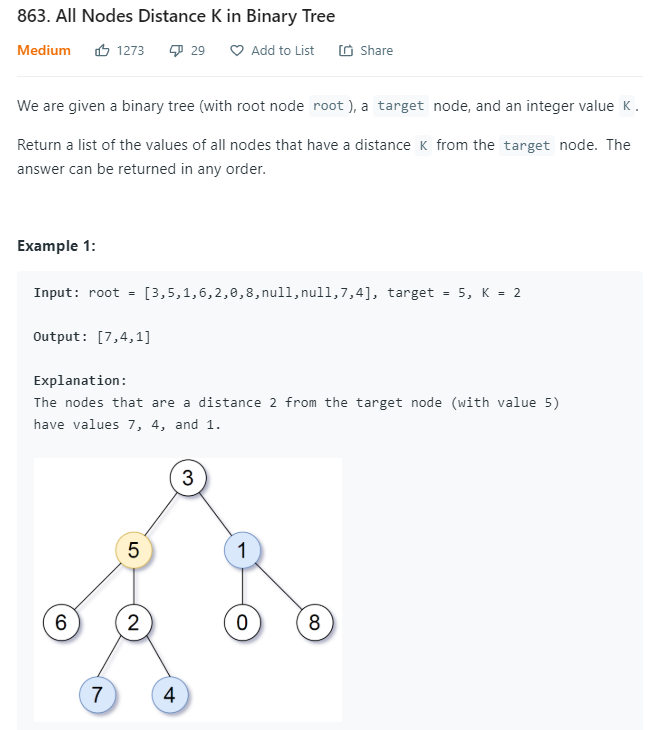 863. All Nodes Distance K in Binary Tree
Medium 1273 29 Add to List Share
We are given a binary tree (with root node root ), a target node, and an integer value K .
Return a list of the values of all nodes that have a distance K from the target node. The
answer can be returned in any order.
Example 1:
Input: root = [3,5,1,6,2,0,8,null,null,7,4], target = 5, K = 2
Output: [7,4,1]
Explanation:
The nodes that are a distance 2 from the target node (with value 5)
have values 7, 4, and 1.
3
5 1
6 2 0 8
7 4